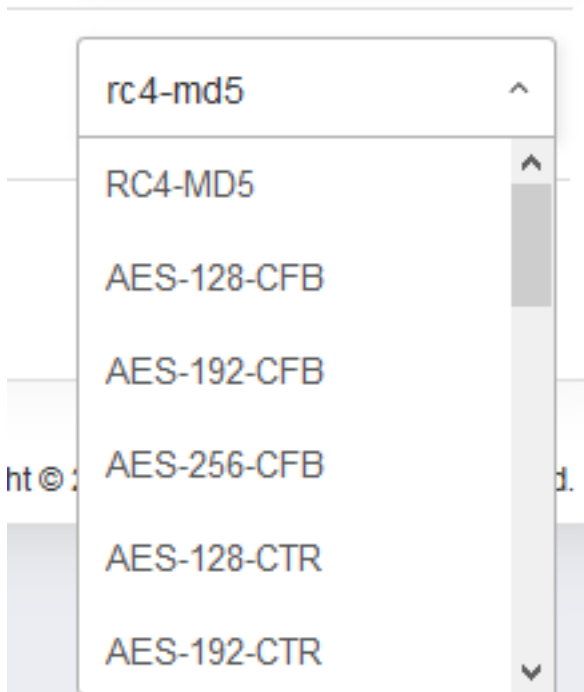 rc4-md5
RC4-MD5
AES-128-CFB
AES-192-CFB
AES-256-CFB
ht ©
AES-128-CTR
AES-192-CTR